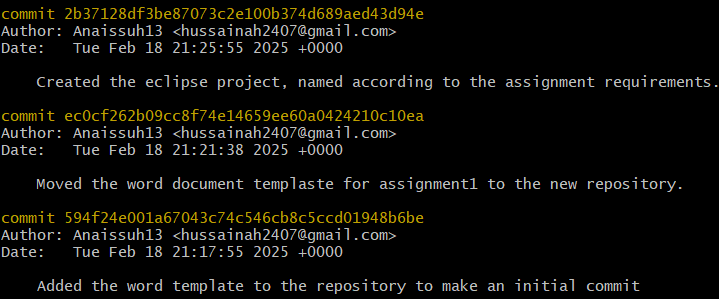 commit 2b37128df3be87073c2e100b374d689aed43d94e
Author: Anaissuh13 <hussainah2407@gmail.com>
Date:   Tue Feb 18 21:25:55 2025 +0000
Created the eclipse project, named according to the assignment requirements.
commit ec0cf262b09cc8f74e14659ee60a0424210c10ea
Author: Anaissuh13 <hussainah2407@gmail.com>
Date:   Tue Feb 18 21:21:38 2025 +0000
Moved the word document templaste for assignment1 to the new repository.
commit 594f24e001a67043c74c546cb8c5ccd01948b6be
Author: Anaissuh13 <hussainah2407@gmail.com>
Date:   Tue Feb 18 21:17:55 2025 +0000
Added the word template to the repository to make an initial commit